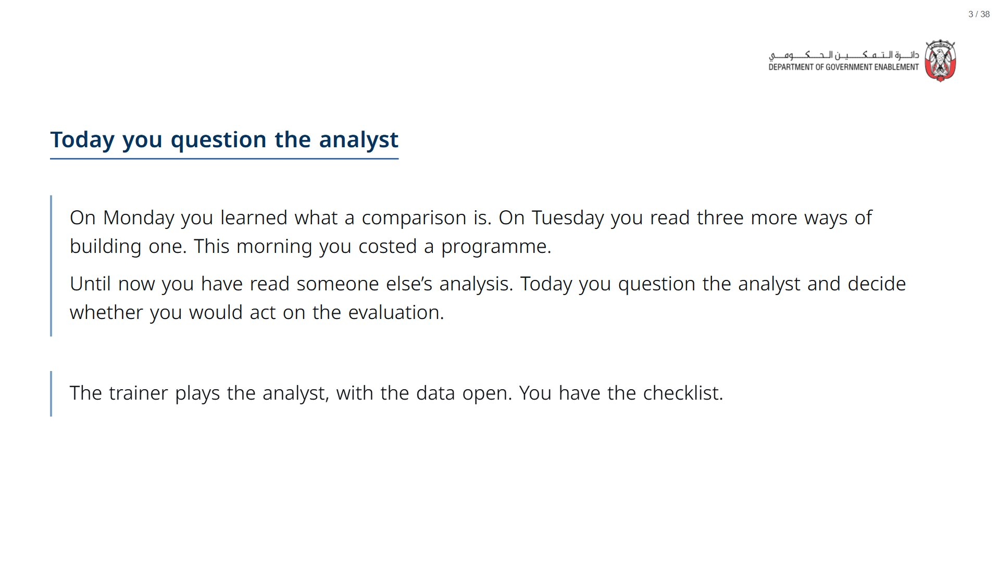 3 / 38
دائرة التمكين الحكومي
DEPARTMENT OF GOVERNMENT ENABLEMENT
Today you question the analyst
On Monday you learned what a comparison is. On Tuesday you read three more ways of
building one. This morning you costed a programme.
Until now you have read someone else’s analysis. Today you question the analyst and decide
whether you would act on the evaluation.
The trainer plays the analyst, with the data open. You have the checklist.